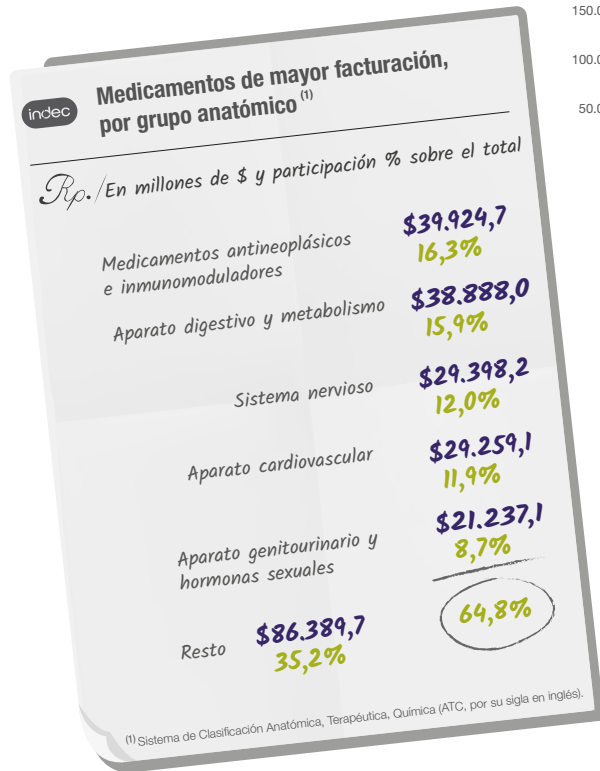 150.0
100.0
50.0
indec
Medicamentos de mayor facturación,
por grupo anatómico (1)
Rp./En millones de $ y participación % sobre el total
Medicamentos antineoplásicos
e inmunomoduladores
$39.924,7
16,3%
Aparato digestivo y metabolismo
$38.888,0
15,9%
Sistema nervioso
$29.398,2
12,0%
Aparato cardiovascular
$29.259,1
11,9%
Aparato genitourinario y
hormonas sexuales
$21.237,1
8,7%
64,8%
Resto
$86.389,7
35,2%
(1) Sistema de Clasificación Anatómica, Terapéutica, Química (ATC, por su sigla en inglés).